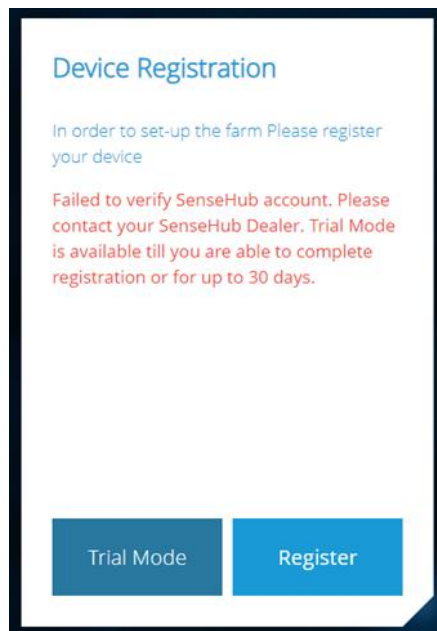 Device Registration
In order to set-up the farm Please register
your device
Failed to verify SenseHub account. Please
contact your SenseHub Dealer. Trial Mode
is available till you are able to complete
registration or for up to 30 days.
Trial Mode
Register